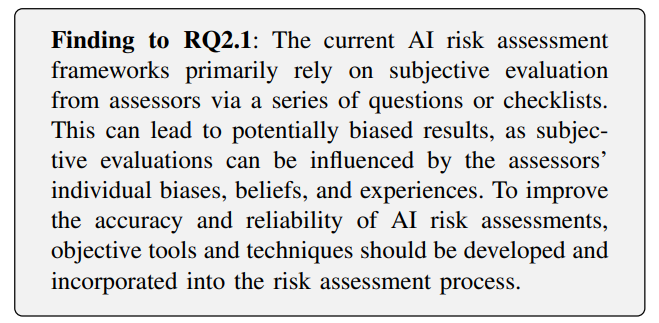 Finding to RQ2.1: The current AI risk assessment
frameworks primarily rely on subjective evaluation
from assessors via a series of questions or checklists.
This can lead to potentially biased results, as subjec-
tive evaluations can be influenced by the assessors’
individual biases, beliefs, and experiences. To improve
the accuracy and reliability of AI risk assessments,
objective tools and techniques should be developed and
incorporated into the risk assessment process.